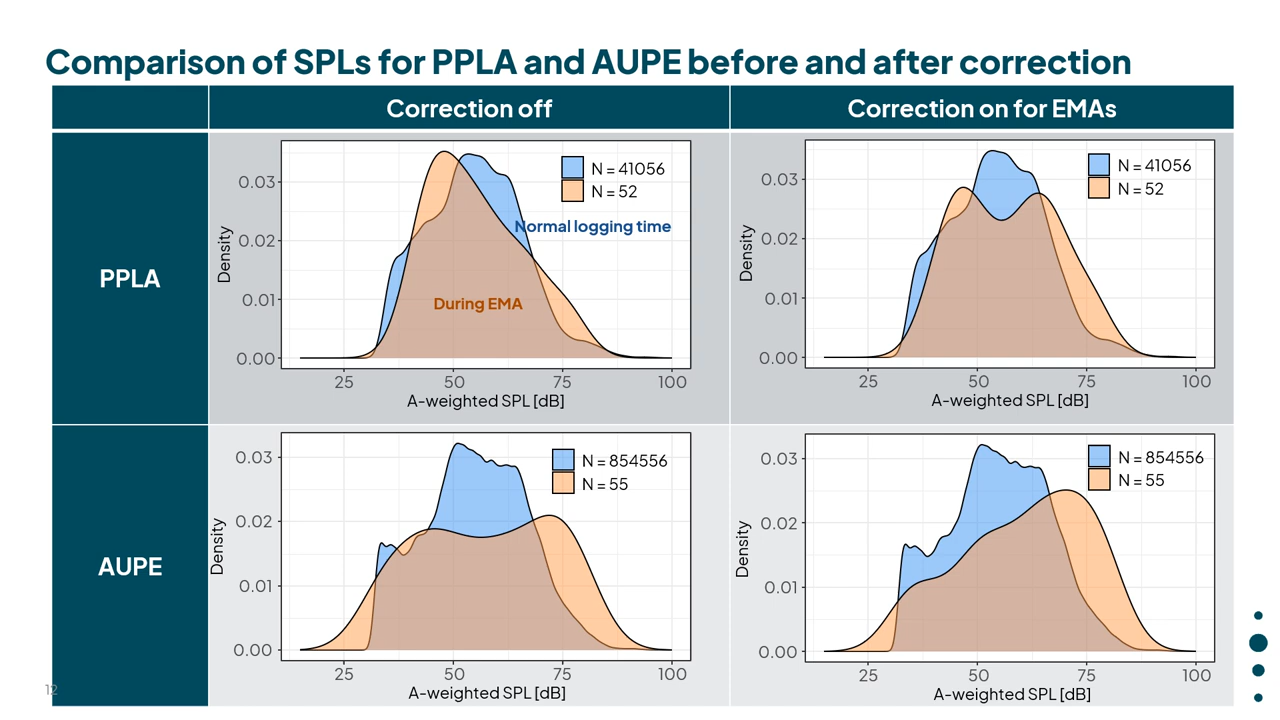 Comparison of SPLs for PPLA and AUPE before and after correction
Correction off
Correction on for EMAs
PPLA
Density
0.03
0.02
0.01
0.00
N = 41056
N = 52
Normal logging time
During EMA
25 50 75 100
A-weighted SPL [dB]
Density
0.03
0.02
0.01
0.00
N = 41056
N = 52
25 50 75 100
A-weighted SPL [dB]
AUPE
Density
0.03
0.02
0.01
0.00
N = 854556
N = 55
25 50 75 100
A-weighted SPL [dB]
Density
0.03
0.02
0.01
0.00
N = 854556
N = 55
25 50 75 100
A-weighted SPL [dB]
12